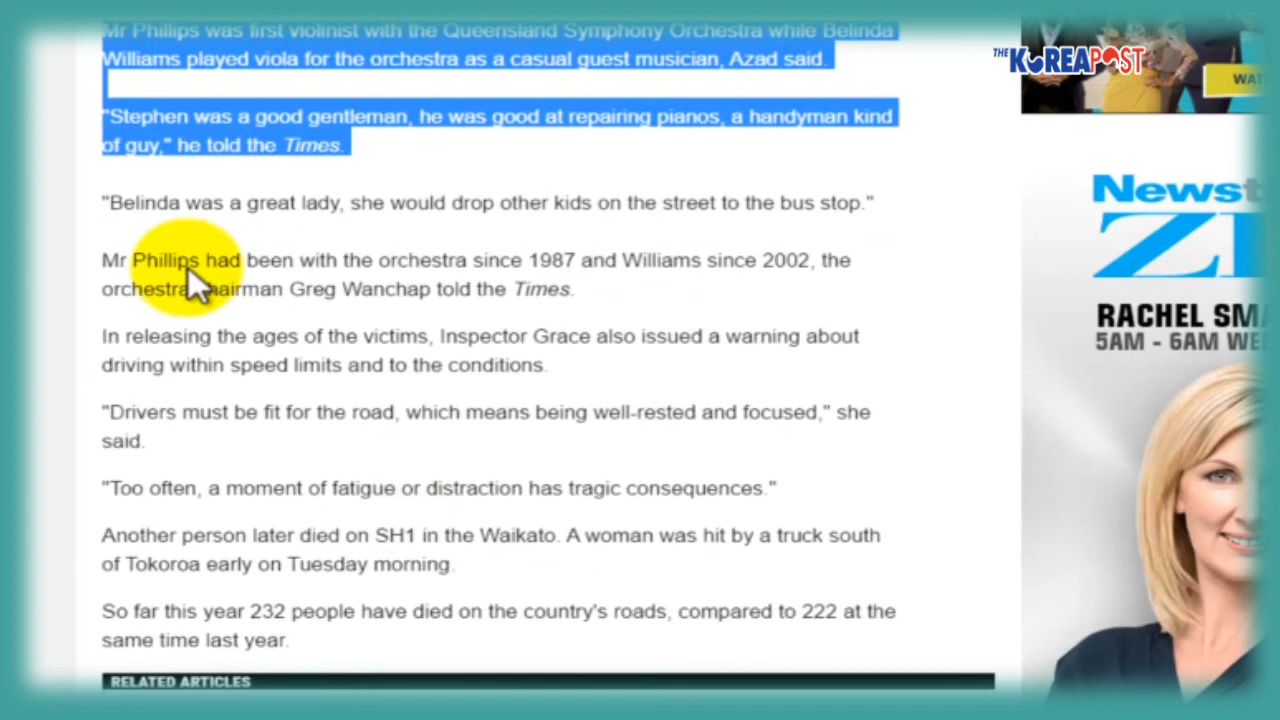 Mr Phillips was first violinist with the Queensland Symphony Orchestra while Belinda
Williams played viola for the orchestra as a casual guest musician, Azad said.
"Stephen was a good gentleman, he was good at repairing pianos, a handyman kind
of guy," he told the Times.
"Belinda was a great lady, she would drop other kids on the street to the bus stop."
Mr Phillips had been with the orchestra since 1987 and Williams since 2002, the
orchestra chairman Greg Wanchap told the Times.
In releasing the ages of the victims, Inspector Grace also issued a warning about
driving within speed limits and to the conditions.
"Drivers must be fit for the road, which means being well-rested and focused," she
said.
"Too often, a moment of fatigue or distraction has tragic consequences."
Another person later died on SH1 in the Waikato. A woman was hit by a truck south
of Tokoroa early on Tuesday morning.
So far this year 232 people have died on the country's roads, compared to 222 at the
same time last year.
RELATED ARTICLES
THE KOREAPOST
WAT
Newst
ZB
RACHEL SMA
5AM - 6AM WEE